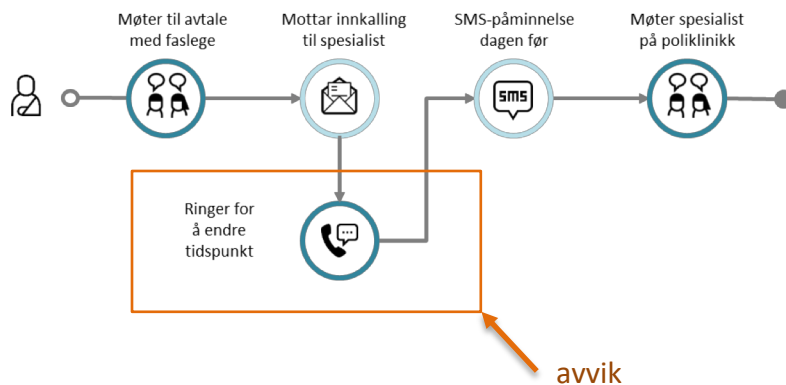 Møter til avtale
med faslege
Mottar innkalling
til spesialist
SMS-påminnelse
dagen før
Møter spesialist
på poliklinikk
sms
Ringer for
å endre
tidspunkt
avvik